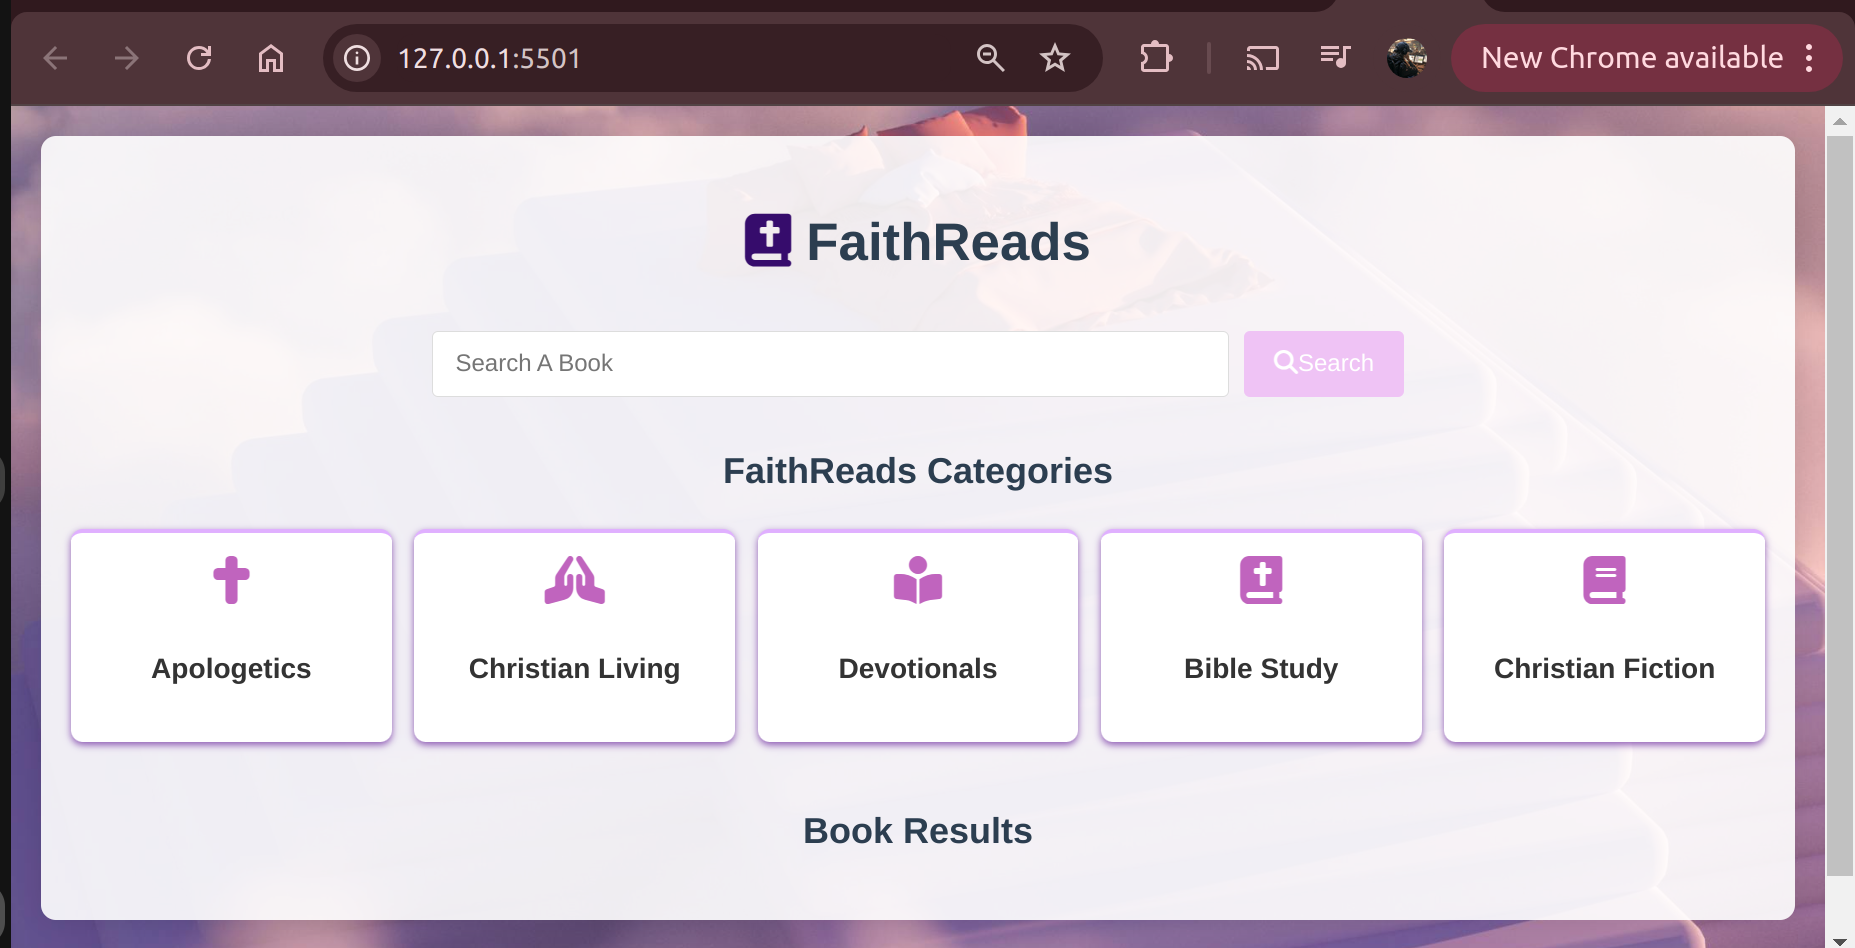 127.0.0.1:5501
New Chrome available
FaithReads
Search A Book
Search
FaithReads Categories
Apologetics
Christian Living
Devotionals
Bible Study
Christian Fiction
Book Results